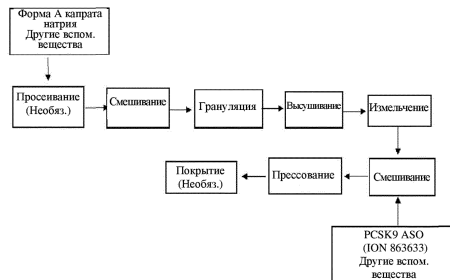 Форма А капрата
натрия
Другие вспом.
вещества
Просеивание
(Необяз.)
Смешивание
Грануляция
Высушивание
Измельчение
Покрытие
(Необяз.)
Прессование
Смешивание
PCSK9 ASO
(ION 863633)
Другие вспом.
вещества